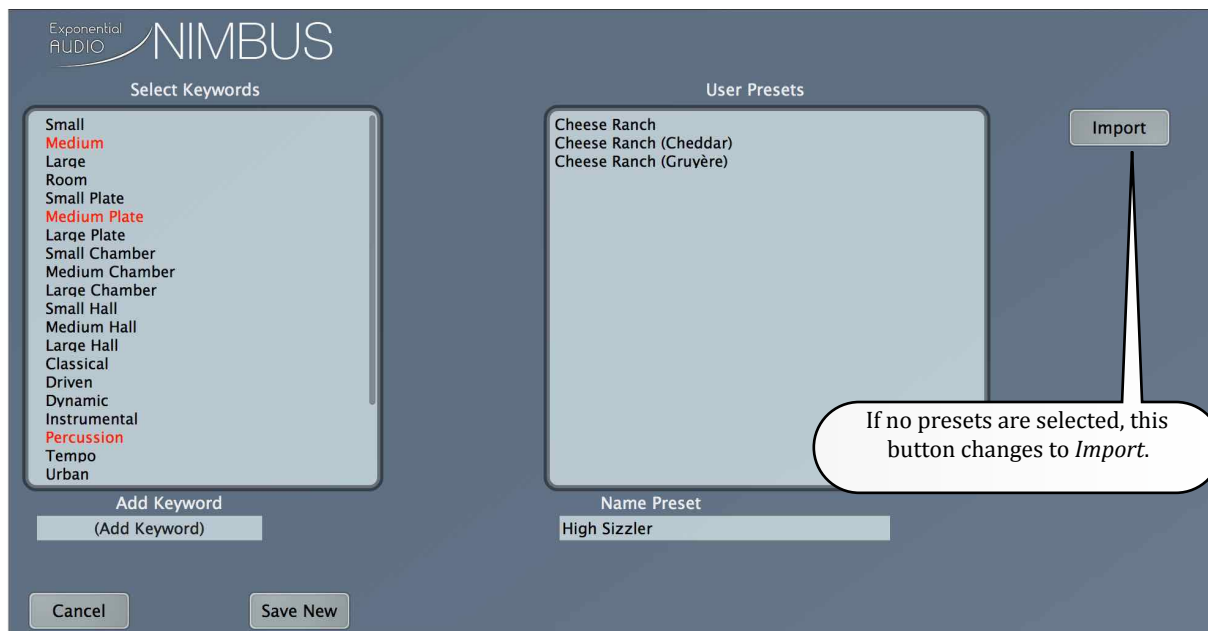 Exponential
AUDIO
NIMBUS
Select Keywords
Small
Medium
Large
Room
Small Plate
Medium Plate
Large Plate
Small Chamber
Medium Chamber
Large Chamber
Small Hall
Medium Hall
Large Hall
Classical
Driven
Dynamic
Instrumental
Percussion
Tempo
Urban
Add Keyword
(Add Keyword)
Cancel
Save New
User Presets
Cheese Ranch
Cheese Ranch (Cheddar)
Cheese Ranch (Gruyère)
Name Preset
High Sizzler
Import
If no presets are selected, this
button changes to Import.